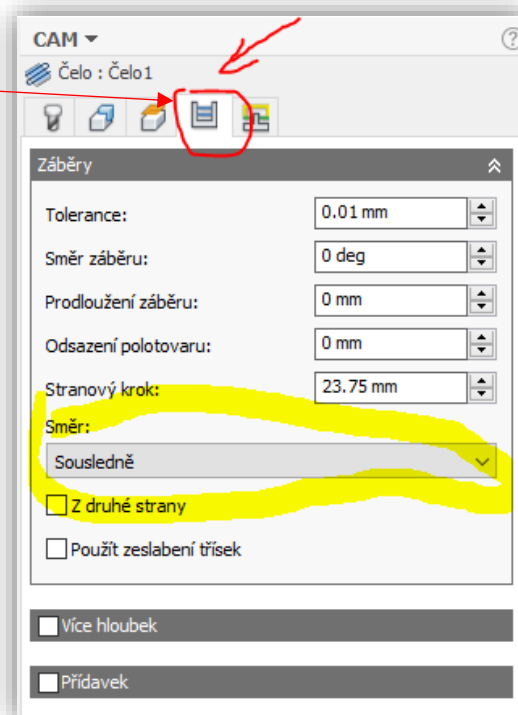 CAM
Čelo : Čelo1
Záběry
Tolerance: 0.01 mm
Směr záběru: 0 deg
Prodloužení záběru: 0 mm
Odsazení polotovaru: 0 mm
Stranový krok: 23.75 mm
Směr:
Sousledně
Z druhé strany
Použít zeslabení třísek
Více hloubek
Přídavek